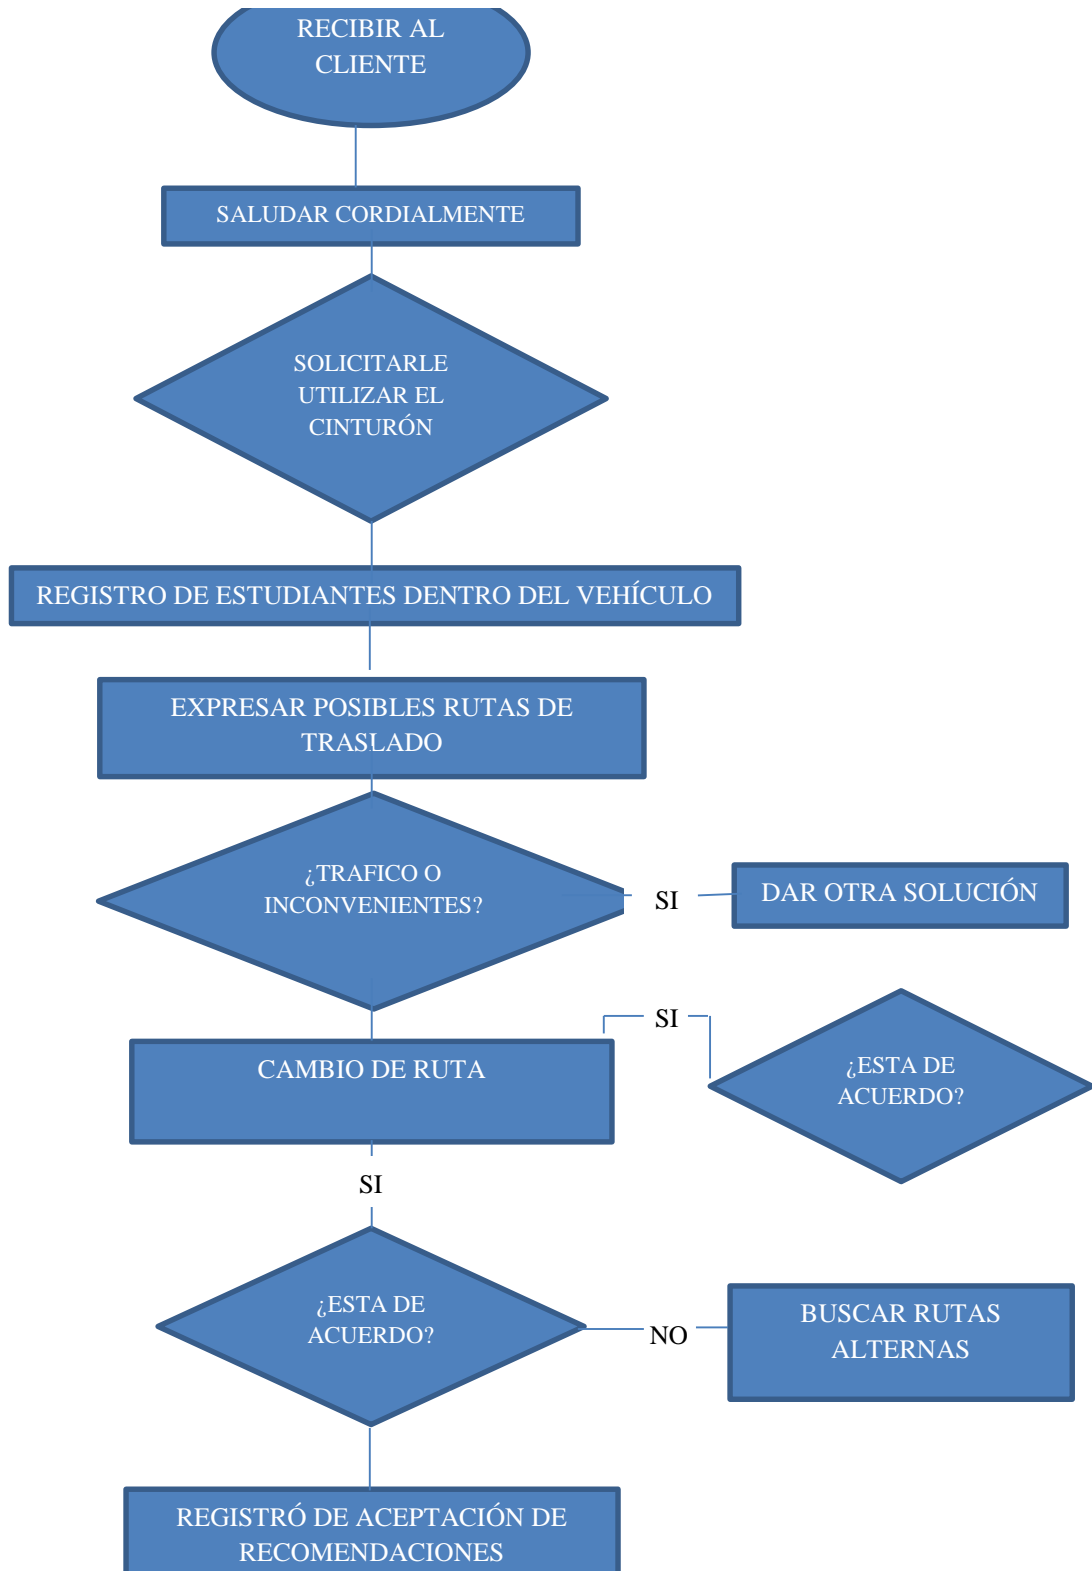 RECIBIR AL
CLIENTE
SALUDAR CORDIALMENTE
SOLICITARLE
UTILIZAR EL
CINTURÓN
REGISTRO DE ESTUDIANTES DENTRO DEL VEHÍCULO
EXPRESAR POSIBLES RUTAS DE
TRASLADO
¿TRAFICO O
INCONVENIENTES?
SI
DAR OTRA SOLUCIÓN
SI
¿ESTA DE
ACUERDO?
CAMBIO DE RUTA
SI
¿ESTA DE
ACUERDO?
NO
BUSCAR RUTAS
ALTERNAS
REGISTRÓ DE ACEPTACIÓN DE
RECOMENDACIONES